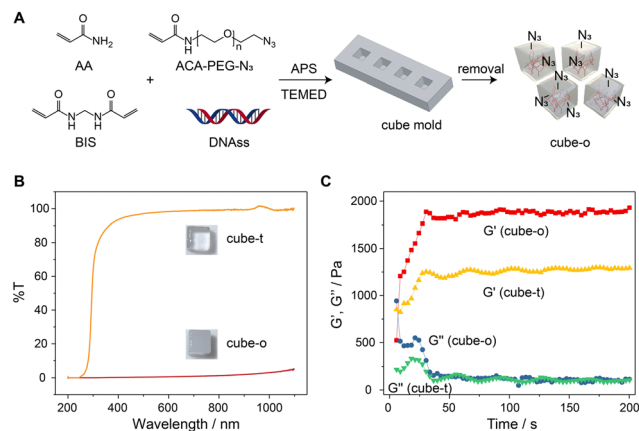 A
O
NH₂
AA
+
O
N
H
O
n
N₃
ACA-PEG-N₃
O
N
H
N
H
O
BIS
DNAss
APS
TEMED
cube mold
removal
N₃
N₃
N₃
N₃
N₃
N₃
cube-o
B
%T
100
80
60
40
20
0
cube-t
cube-o
200 400 600 800 1000
Wavelength / nm
C
G', G'' / Pa
2000
1500
1000
500
0
G' (cube-o)
G' (cube-t)
G'' (cube-o)
G'' (cube-t)
0 50 100 150 200
Time / s